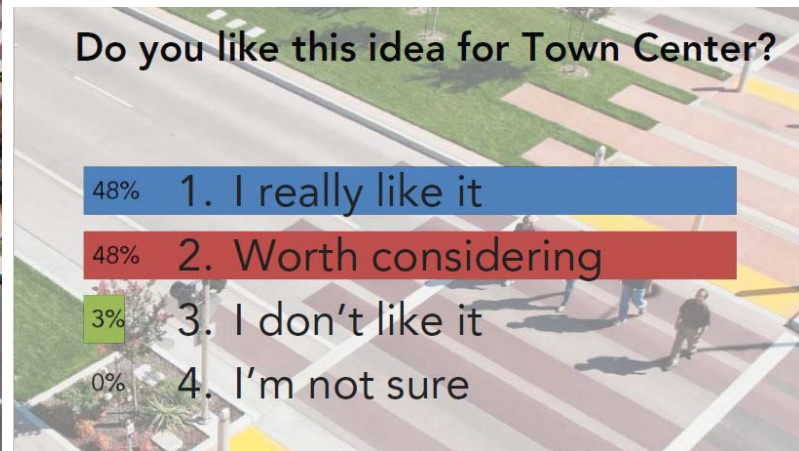 Do you like this idea for Town Center?
48% 1. I really like it
48% 2. Worth considering
3% 3. I don't like it
0% 4. I'm not sure